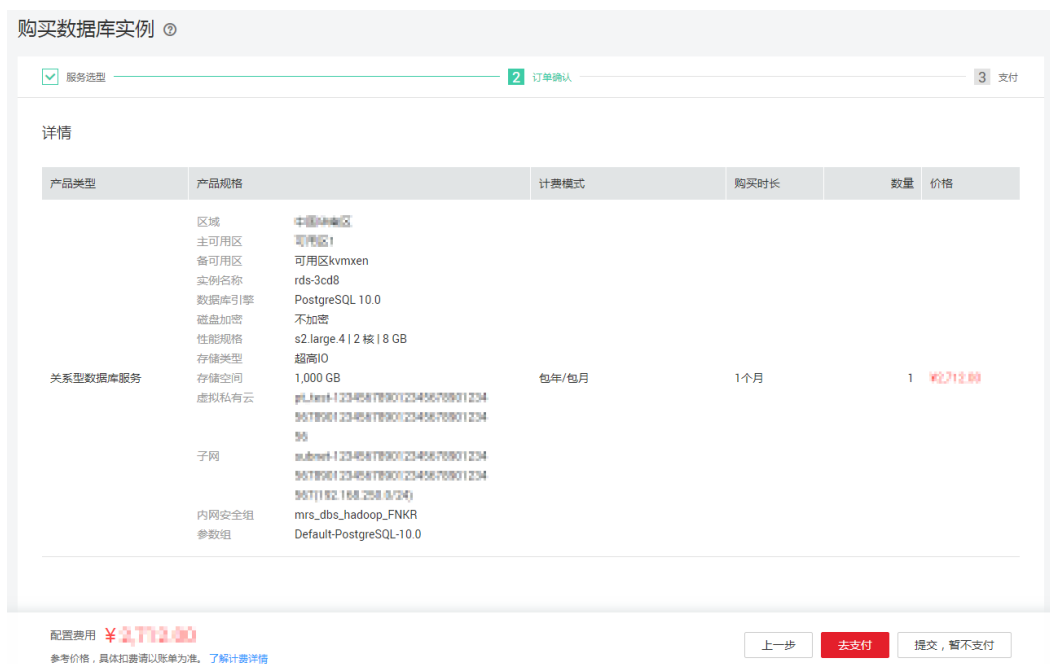 购买数据库实例
服务选型 2 订单确认 3 支付
详情
产品类型 产品规格 计费模式 购买时长 数量 价格
区域
主可用区
备可用区 可用区kvmxen
实例名称 rds-3cd8
数据库引擎 PostgreSQL 10.0
磁盘加密 不加密
性能规格 s2.large.4 | 2 核 | 8 GB
存储类型 超高IO
关系型数据库服务 存储空间 1,000 GB 包年/包月 1个月 1
虚拟私有云
子网
内网安全组 mrs_dbs_hadoop_FNKR
参数组 Default-PostgreSQL-10.0
配置费用 ¥
上一步 去支付 提交，暂不支付
参考价格，具体扣费请以账单为准。 了解计费详情